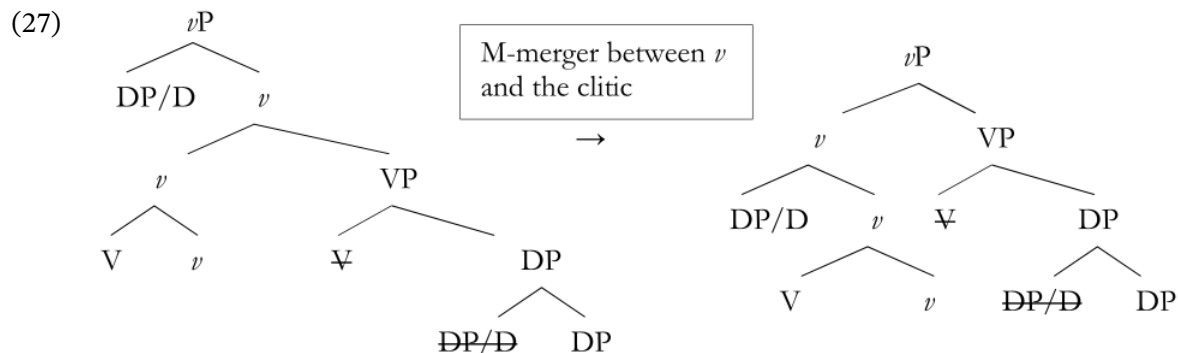 (27)
vP
M-merger between v
and the clitic
→
vP
DP/D v
v VP
v VP
DP/D v V DP
V v V DP
V v DP/D DP
DP/D DP